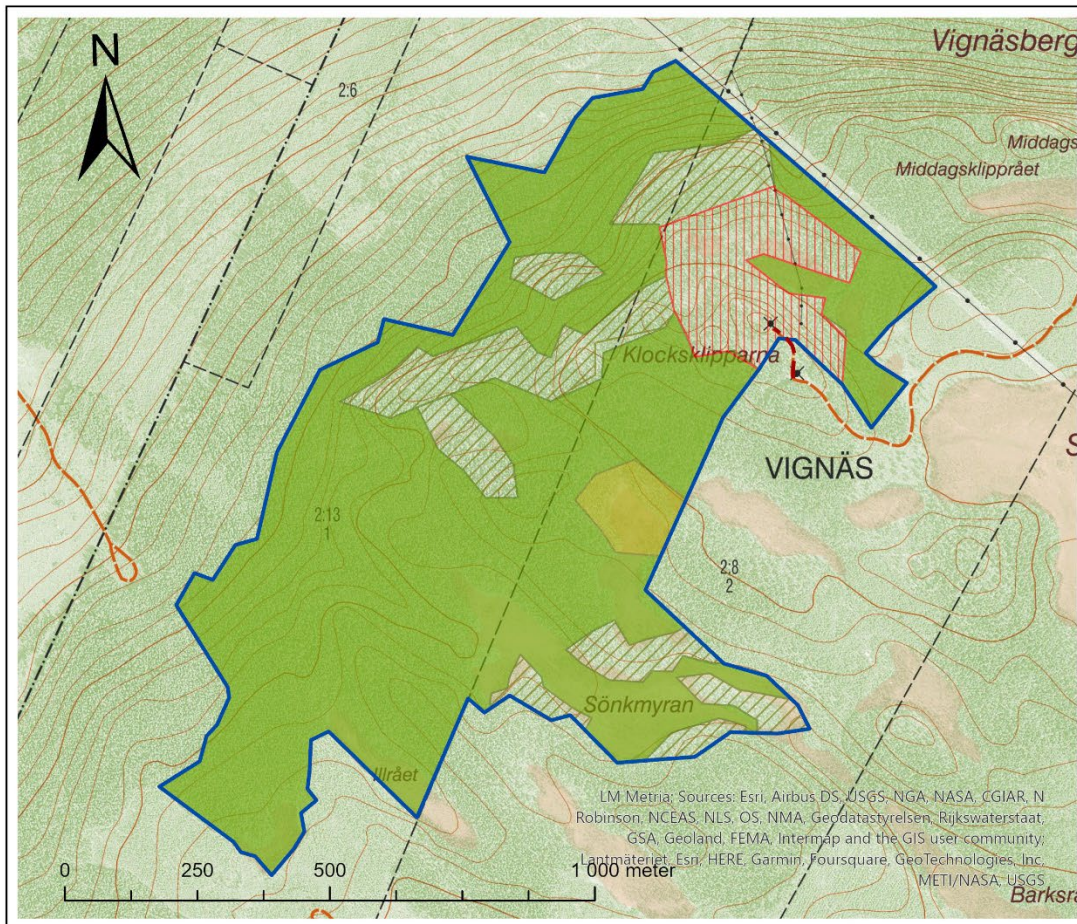 N
Vignäsberg
2:6
Middags
Middagsklipprået
Klocksklipparna
VIGNÄS
S
2:13
1
2:8
2
Sönkmyran
Illrået
LM Metria; Sources: Esri, Airbus DS, USGS, NGA, NASA, CGIAR, N
Robinson, NCEAS, NLS, OS, NMA, Geodatastyrelsen, Rijkswaterstaat,
GSA, Geoland, FEMA, Intermap and the GIS user community;
Lantmäteriet, Esri, HERE, Garmin, Foursquare, GeoTechnologies, Inc,
METI/NASA, USGS
0 250 500 1 000 meter
Barksrå